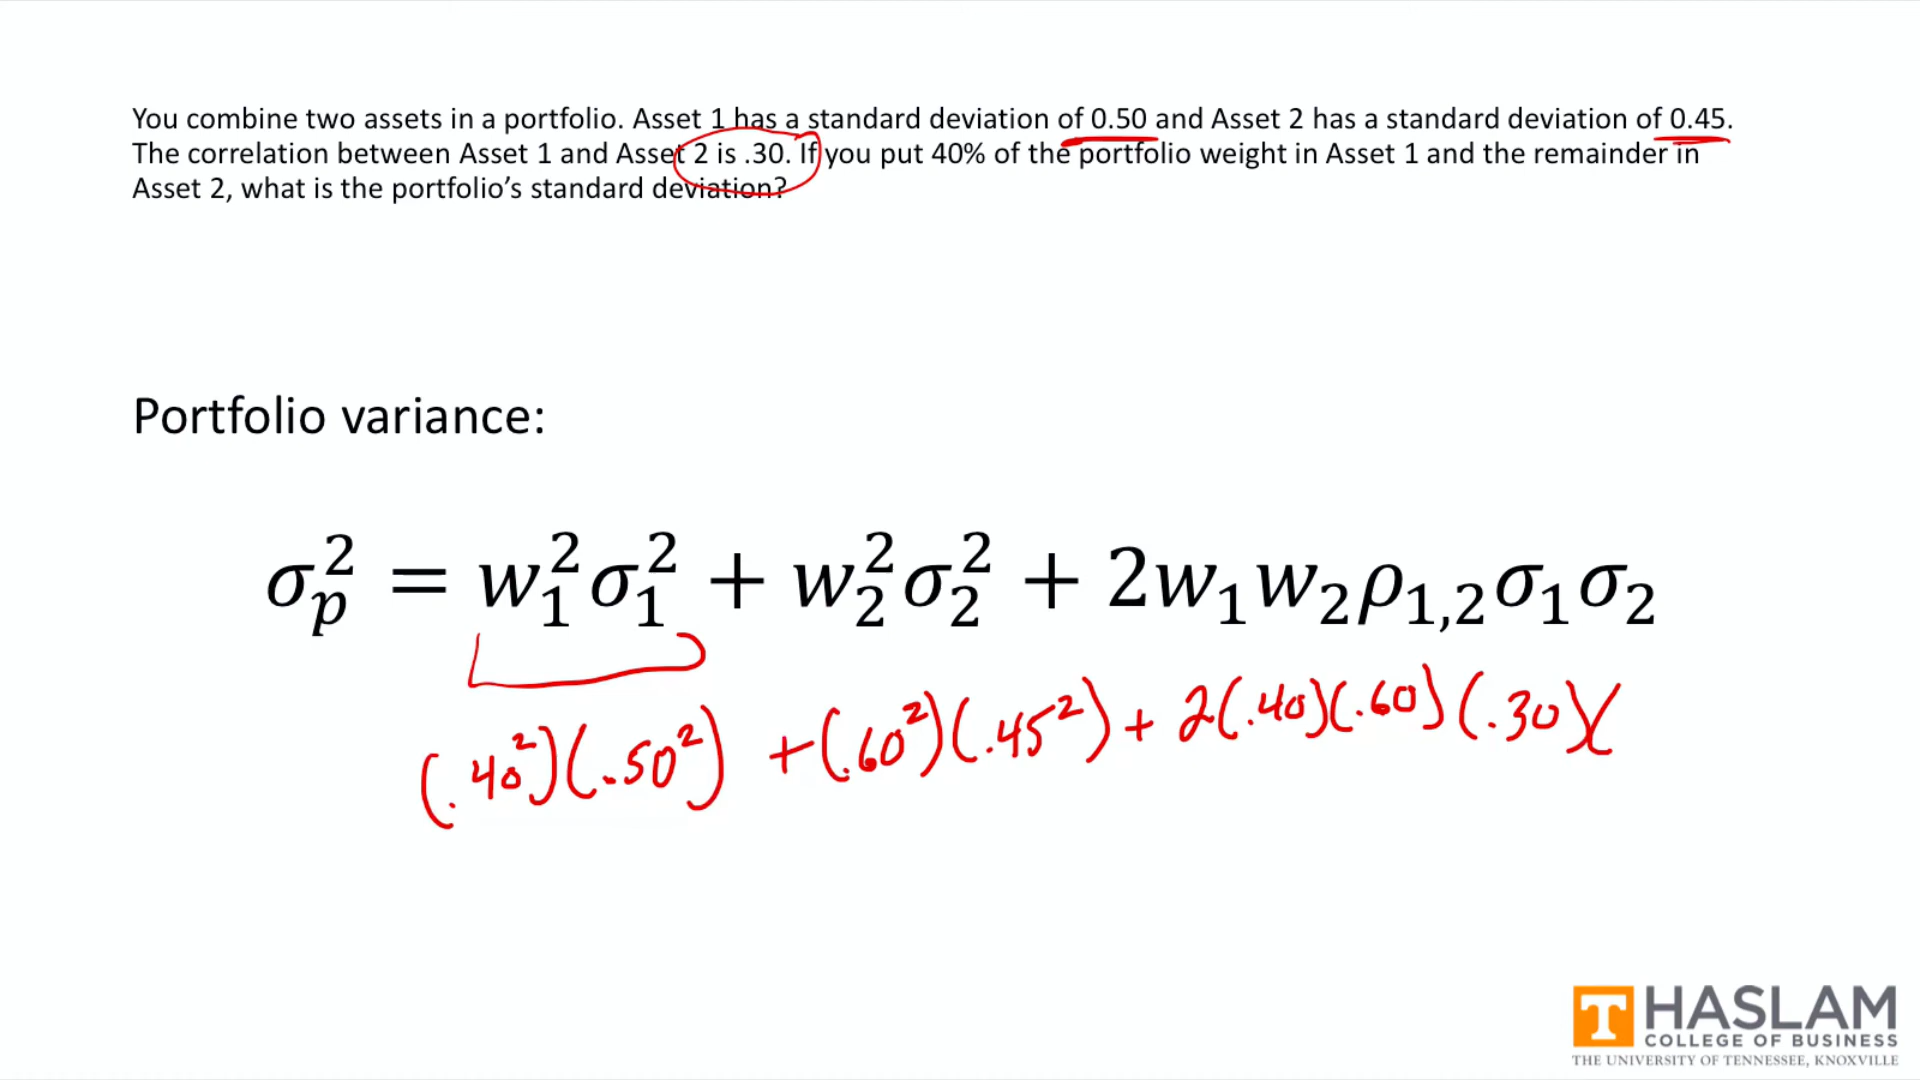 You combine two assets in a portfolio. Asset 1 has a standard deviation of 0.50 and Asset 2 has a standard deviation of 0.45.
The correlation between Asset 1 and Asset 2 is .30. If you put 40% of the portfolio weight in Asset 1 and the remainder in
Asset 2, what is the portfolio’s standard deviation?
Portfolio variance:
σₚ² = w₁²σ₁² + w₂²σ₂² + 2w₁w₂ρ₁,₂σ₁σ₂
(.40²)(.50²) +(.60²)(.45²)+ 2(.40)(.60)(.30)(
T HASLAM
COLLEGE OF BUSINESS
THE UNIVERSITY OF TENNESSEE, KNOXVILLE